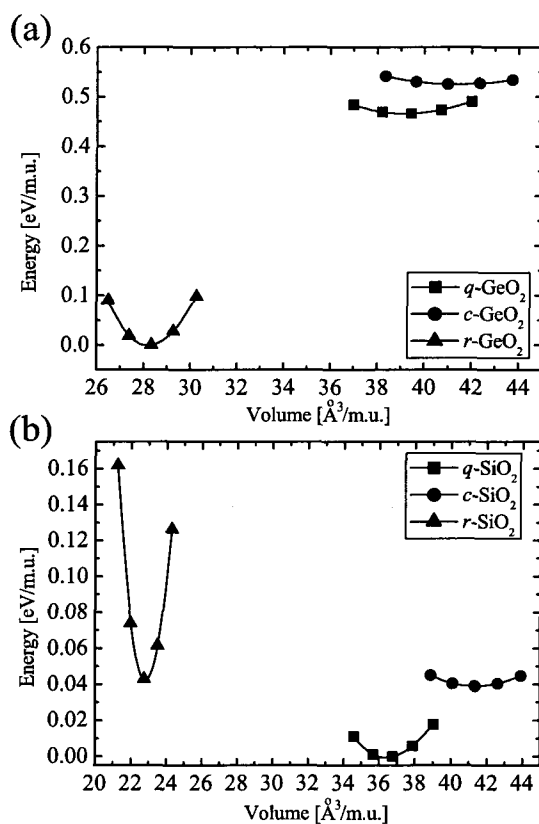 (a)
0.6
0.5
0.4
0.3
0.2
0.1
0.0
Energy [eV/m.u.]
q-GeO₂
c-GeO₂
r-GeO₂
26 28 30 32 34 36 38 40 42 44
Volume [Å³/m.u.]
(b)
0.16
0.14
0.12
0.10
0.08
0.06
0.04
0.02
0.00
Energy [eV/m.u.]
q-SiO₂
c-SiO₂
r-SiO₂
20 22 24 26 28 30 32 34 36 38 40 42 44
Volume [Å³/m.u.]